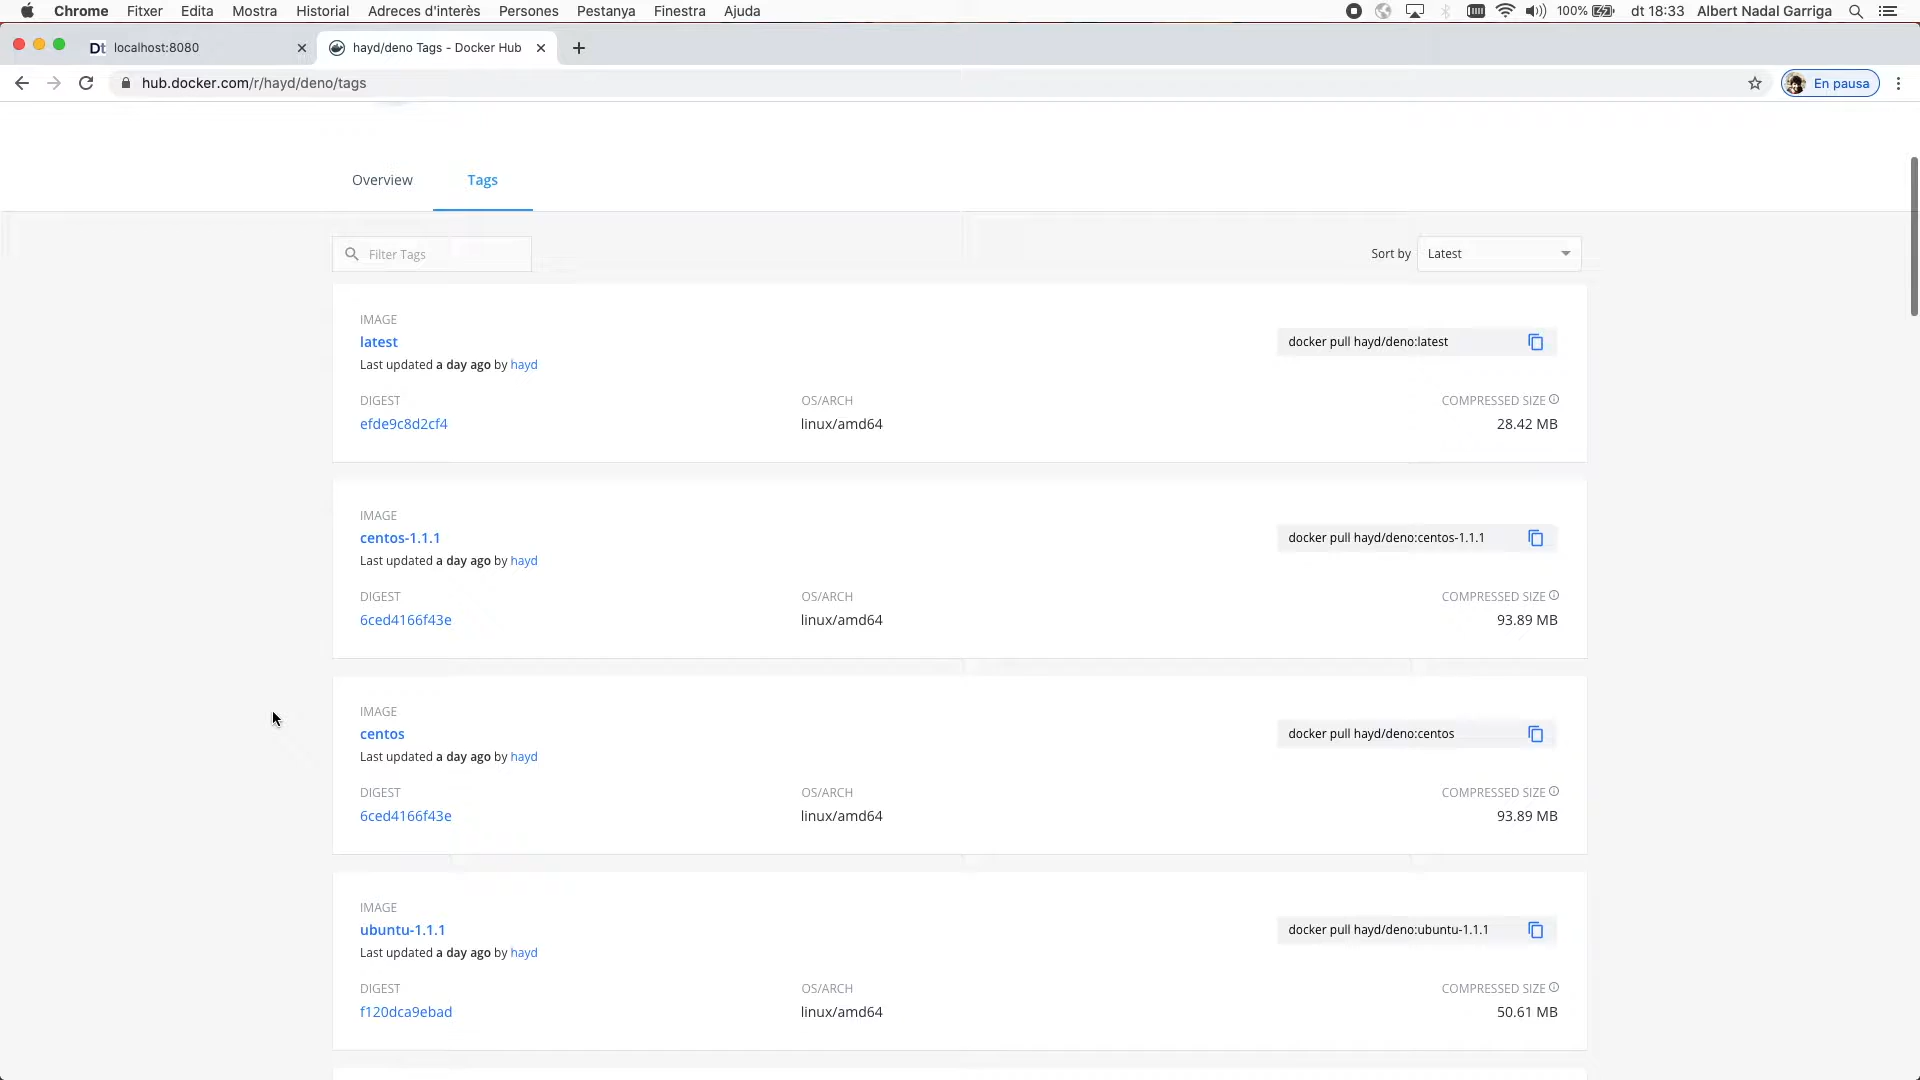 Chrome Fitxer Edita Mostra Historial Adreces d'interès Persones Pestanya Finestra Ajuda 100% dt 18:33 Albert Nadal Garriga
Dt localhost:8080 hayd/deno Tags - Docker Hub
hub.docker.com/r/hayd/deno/tags En pausa
Overview Tags
Filter Tags Sort by Latest
IMAGE
latest docker pull hayd/deno:latest
Last updated a day ago by hayd
DIGEST OS/ARCH COMPRESSED SIZE
efde9c8d2cf4 linux/amd64 28.42 MB
IMAGE
centos-1.1.1 docker pull hayd/deno:centos-1.1.1
Last updated a day ago by hayd
DIGEST OS/ARCH COMPRESSED SIZE
6ced4166f43e linux/amd64 93.89 MB
IMAGE
centos docker pull hayd/deno:centos
Last updated a day ago by hayd
DIGEST OS/ARCH COMPRESSED SIZE
6ced4166f43e linux/amd64 93.89 MB
IMAGE
ubuntu-1.1.1 docker pull hayd/deno:ubuntu-1.1.1
Last updated a day ago by hayd
DIGEST OS/ARCH COMPRESSED SIZE
f120dca9ebad linux/amd64 50.61 MB